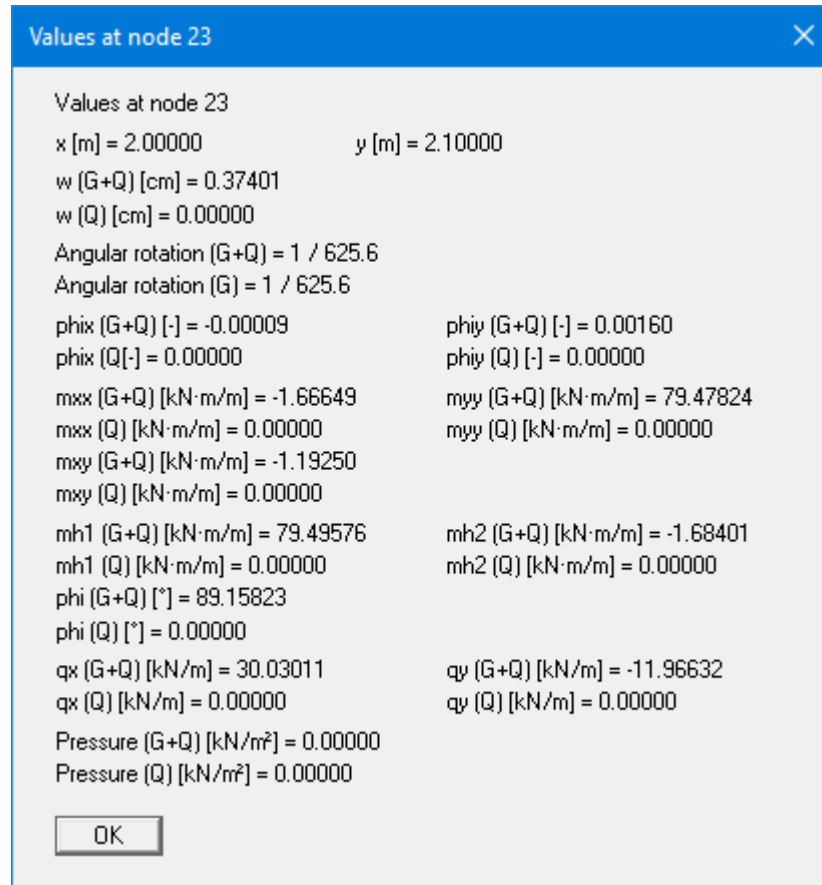 Values at node 23
Values at node 23
x [m] = 2.00000 y [m] = 2.10000
w (G+Q) [cm] = 0.37401
w (Q) [cm] = 0.00000
Angular rotation (G+Q) = 1 / 625.6
Angular rotation (G) = 1 / 625.6
phix (G+Q) [-] = -0.00009 phiy (G+Q) [-] = 0.00160
phix (Q[-] = 0.00000 phiy (Q) [-] = 0.00000
mxx (G+Q) [kN·m/m] = -1.66649 myy (G+Q) [kN·m/m] = 79.47824
mxx (Q) [kN·m/m] = 0.00000 myy (Q) [kN·m/m] = 0.00000
mxy (G+Q) [kN·m/m] = -1.19250
mxy (Q) [kN·m/m] = 0.00000
mh1 (G+Q) [kN·m/m] = 79.49576 mh2 (G+Q) [kN·m/m] = -1.68401
mh1 (Q) [kN·m/m] = 0.00000 mh2 (Q) [kN·m/m] = 0.00000
phi (G+Q) [°] = 89.15823
phi (Q) [°] = 0.00000
qx (G+Q) [kN/m] = 30.03011 qy (G+Q) [kN/m] = -11.96632
qx (Q) [kN/m] = 0.00000 qy (Q) [kN/m] = 0.00000
Pressure (G+Q) [kN/m²] = 0.00000
Pressure (Q) [kN/m²] = 0.00000
OK